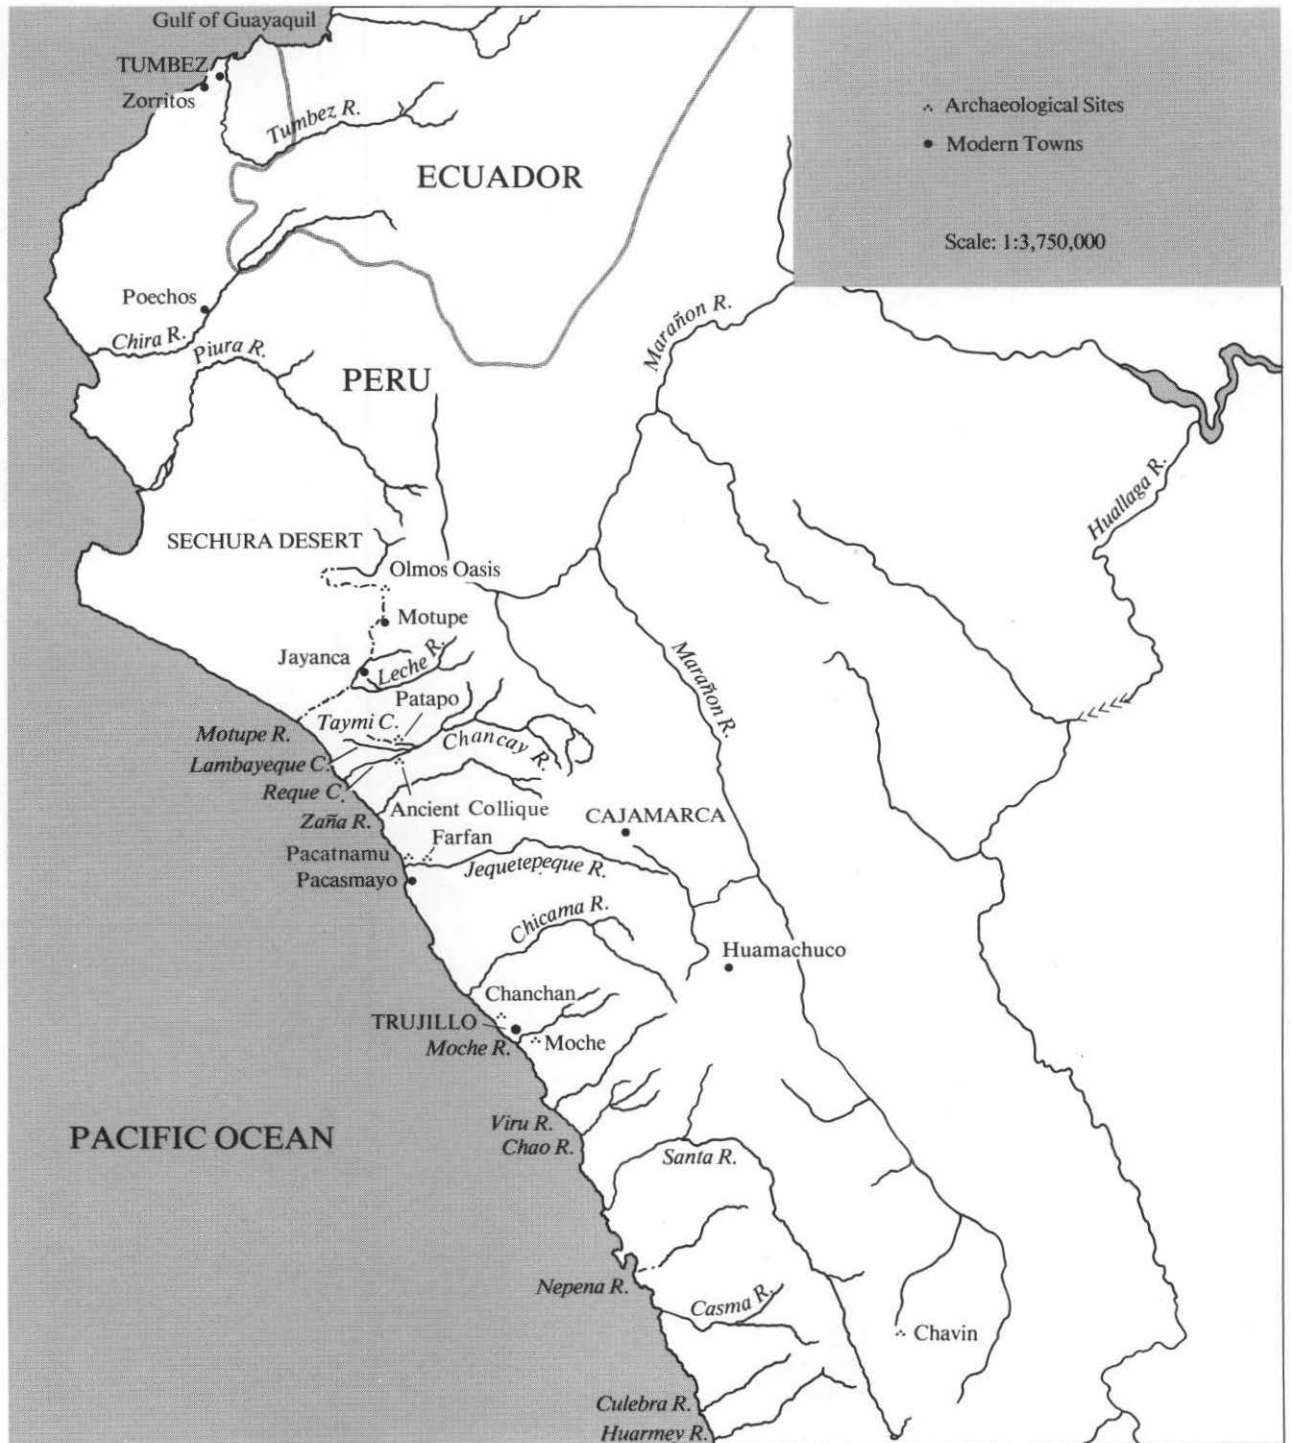 Gulf of Guayaquil
TUMBEZ
Zorritos
Tumbez R.
ECUADOR
Archaeological Sites
Modern Towns
Scale: 1:3,750,000
Poechos
Chira R.
Piura R.
PERU
Marañon R.
Huallaga R.
SECHURA DESERT
Olmos Oasis
Motupe
Jayanca
Leche R.
Patapo
Marañon R.
Taymi C.
Motupe R.
Chancay R.
Lambayeque C.
Reque C.
Ancient Collique
Zaña R.
CAJAMARCA
Farfan
Pacatnamu
Jequetepeque R.
Pacasmayo
Chicama R.
Huamachuco
Chanchan
TRUJILLO
Moche R.
Moche
Viru R.
PACIFIC OCEAN
Chao R.
Santa R.
Nepena R.
Casma R.
Chavin
Culebra R.
Huarmey R.